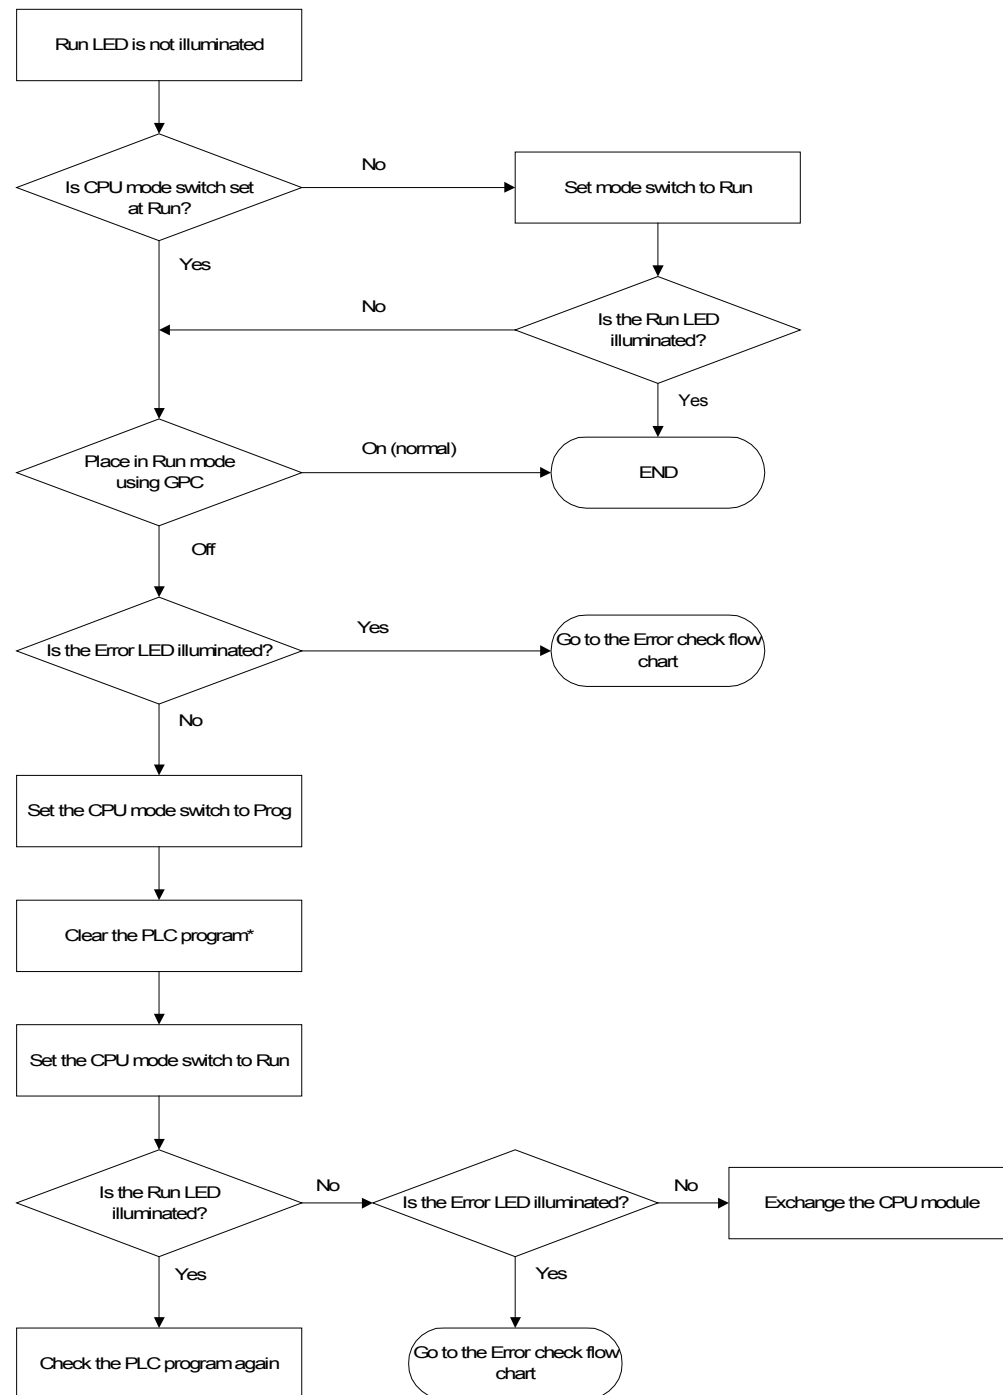 Run LED is not illuminated
Is CPU mode switch set
at Run?
No
Set mode switch to Run
Yes
No
Is the Run LED
illuminated?
Yes
Place in Run mode
using GPC
On (normal)
END
Off
Is the Error LED illuminated?
Yes
Go to the Error check flow
chart
No
Set the CPU mode switch to Prog
Clear the PLC program*
Set the CPU mode switch to Run
Is the Run LED
illuminated?
No
Is the Error LED illuminated?
No
Exchange the CPU module
Yes
Yes
Check the PLC program again
Go to the Error check flow
chart